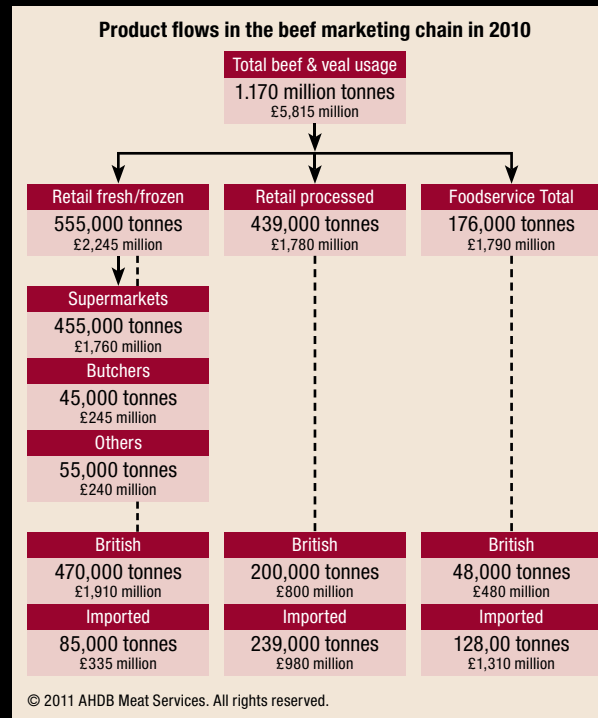 Product flows in the beef marketing chain in 2010
Total beef & veal usage
1.170 million tonnes
£5,815 million
Retail fresh/frozen
555,000 tonnes
£2,245 million
Retail processed
439,000 tonnes
£1,780 million
Foodservice Total
176,000 tonnes
£1,790 million
Supermarkets
455,000 tonnes
£1,760 million
Butchers
45,000 tonnes
£245 million
Others
55,000 tonnes
£240 million
British
470,000 tonnes
£1,910 million
Imported
85,000 tonnes
£335 million
British
200,000 tonnes
£800 million
Imported
239,000 tonnes
£980 million
British
48,000 tonnes
£480 million
Imported
128,00 tonnes
£1,310 million
© 2011 AHDB Meat Services. All rights reserved.